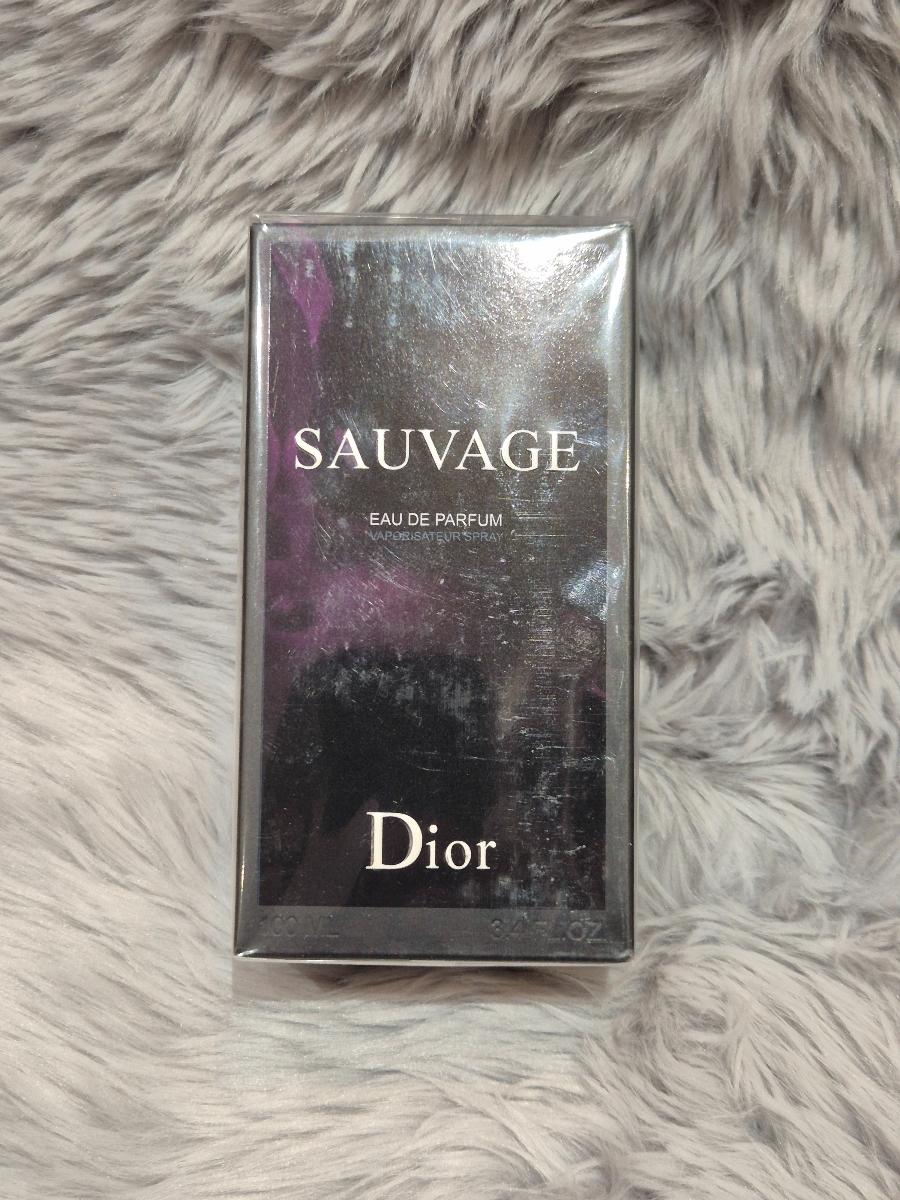 SAUVAGE
EAU DE PARFUM
VAPORISATEUR SPRAY
Dior
100 ML 3.4 FL.OZ